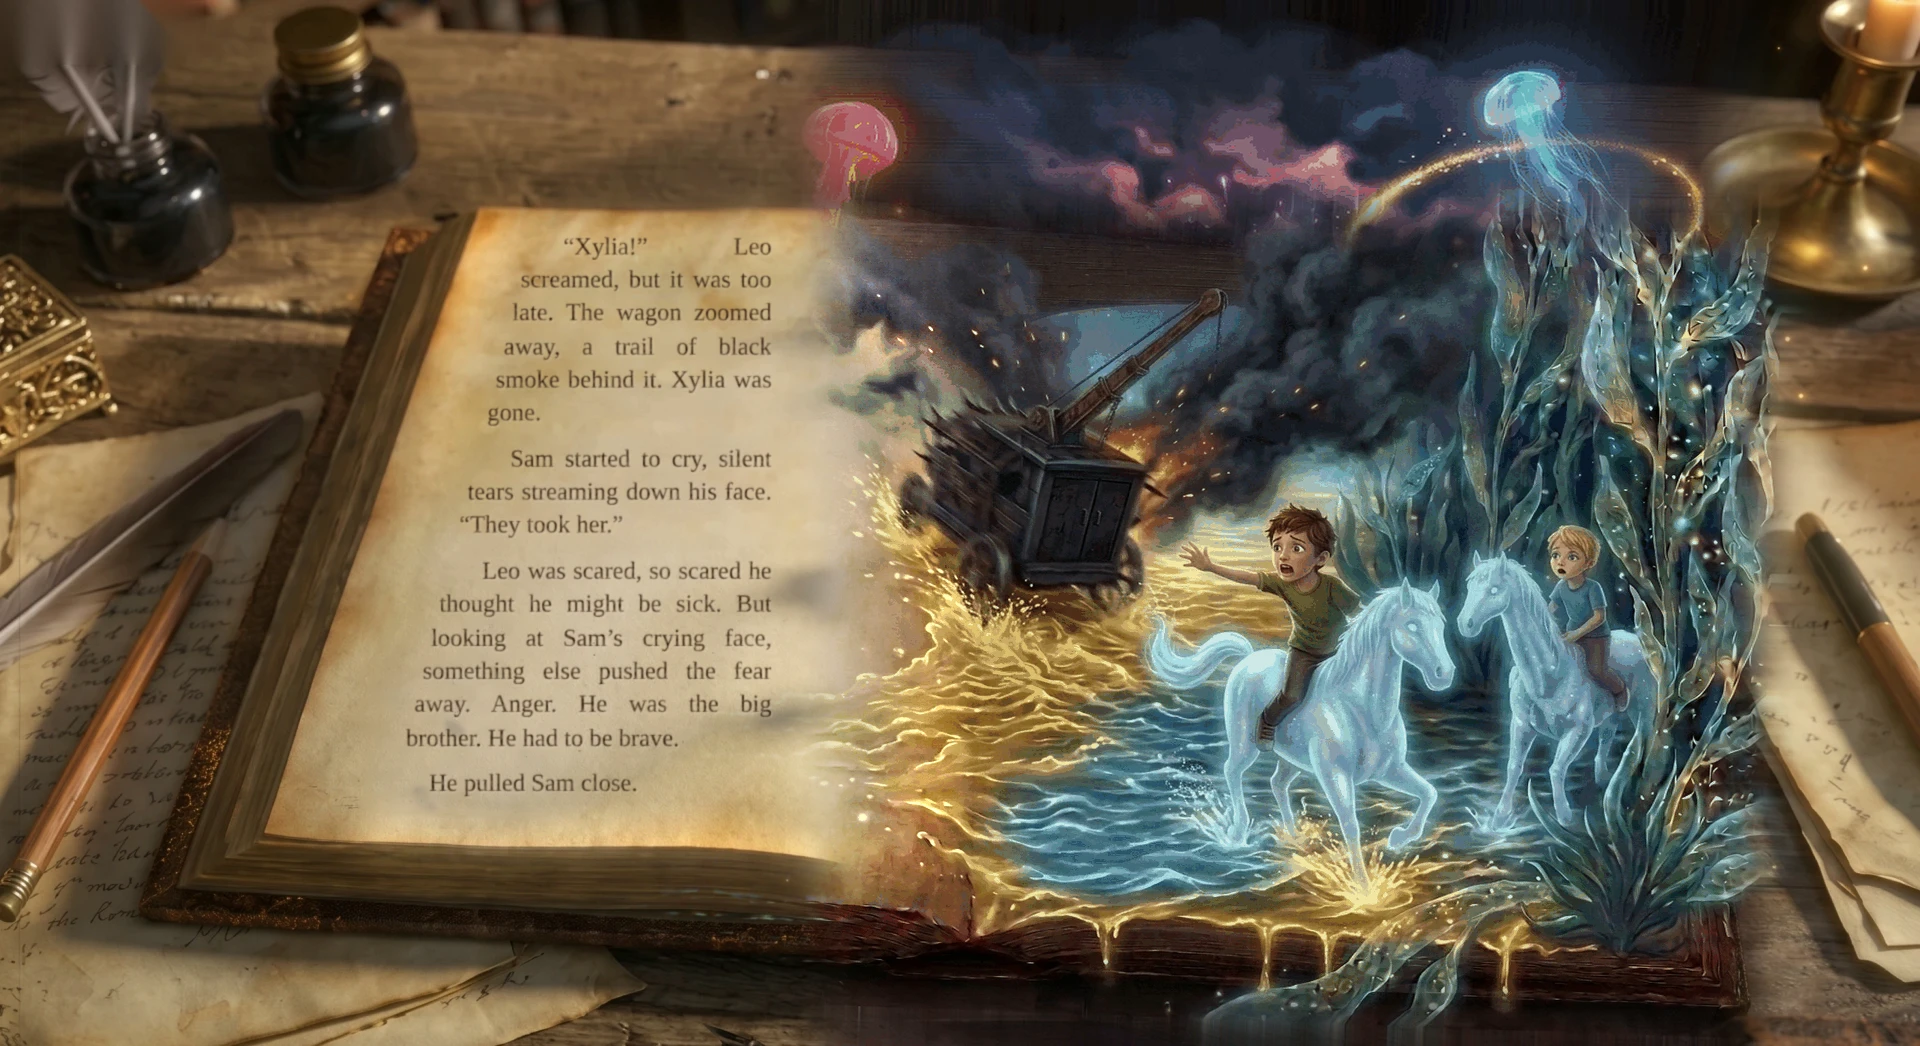 “Xylia!” Leo
screamed, but it was too
late. The wagon zoomed
away, a trail of black
smoke behind it. Xylia was
gone.
Sam started to cry, silent
tears streaming down his face.
“They took her.”
Leo was scared, so scared he
thought he might be sick. But
looking at Sam’s crying face,
something else pushed the fear
away. Anger. He was the big
brother. He had to be brave.
He pulled Sam close.